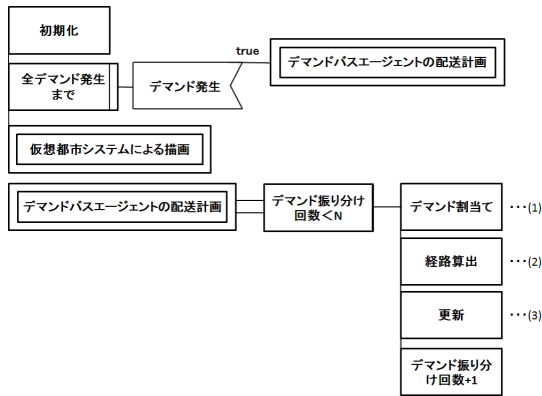 初期化
全デマンド発生
まで
デマンド発生
true
デマンドバスエージェントの配送計画
仮想都市システムによる描画
デマンドバスエージェントの配送計画
デマンド振り分け
回数＜N
デマンド割当て
・・・(1)
経路算出
・・・(2)
更新
・・・(3)
デマンド振り分
け回数+1